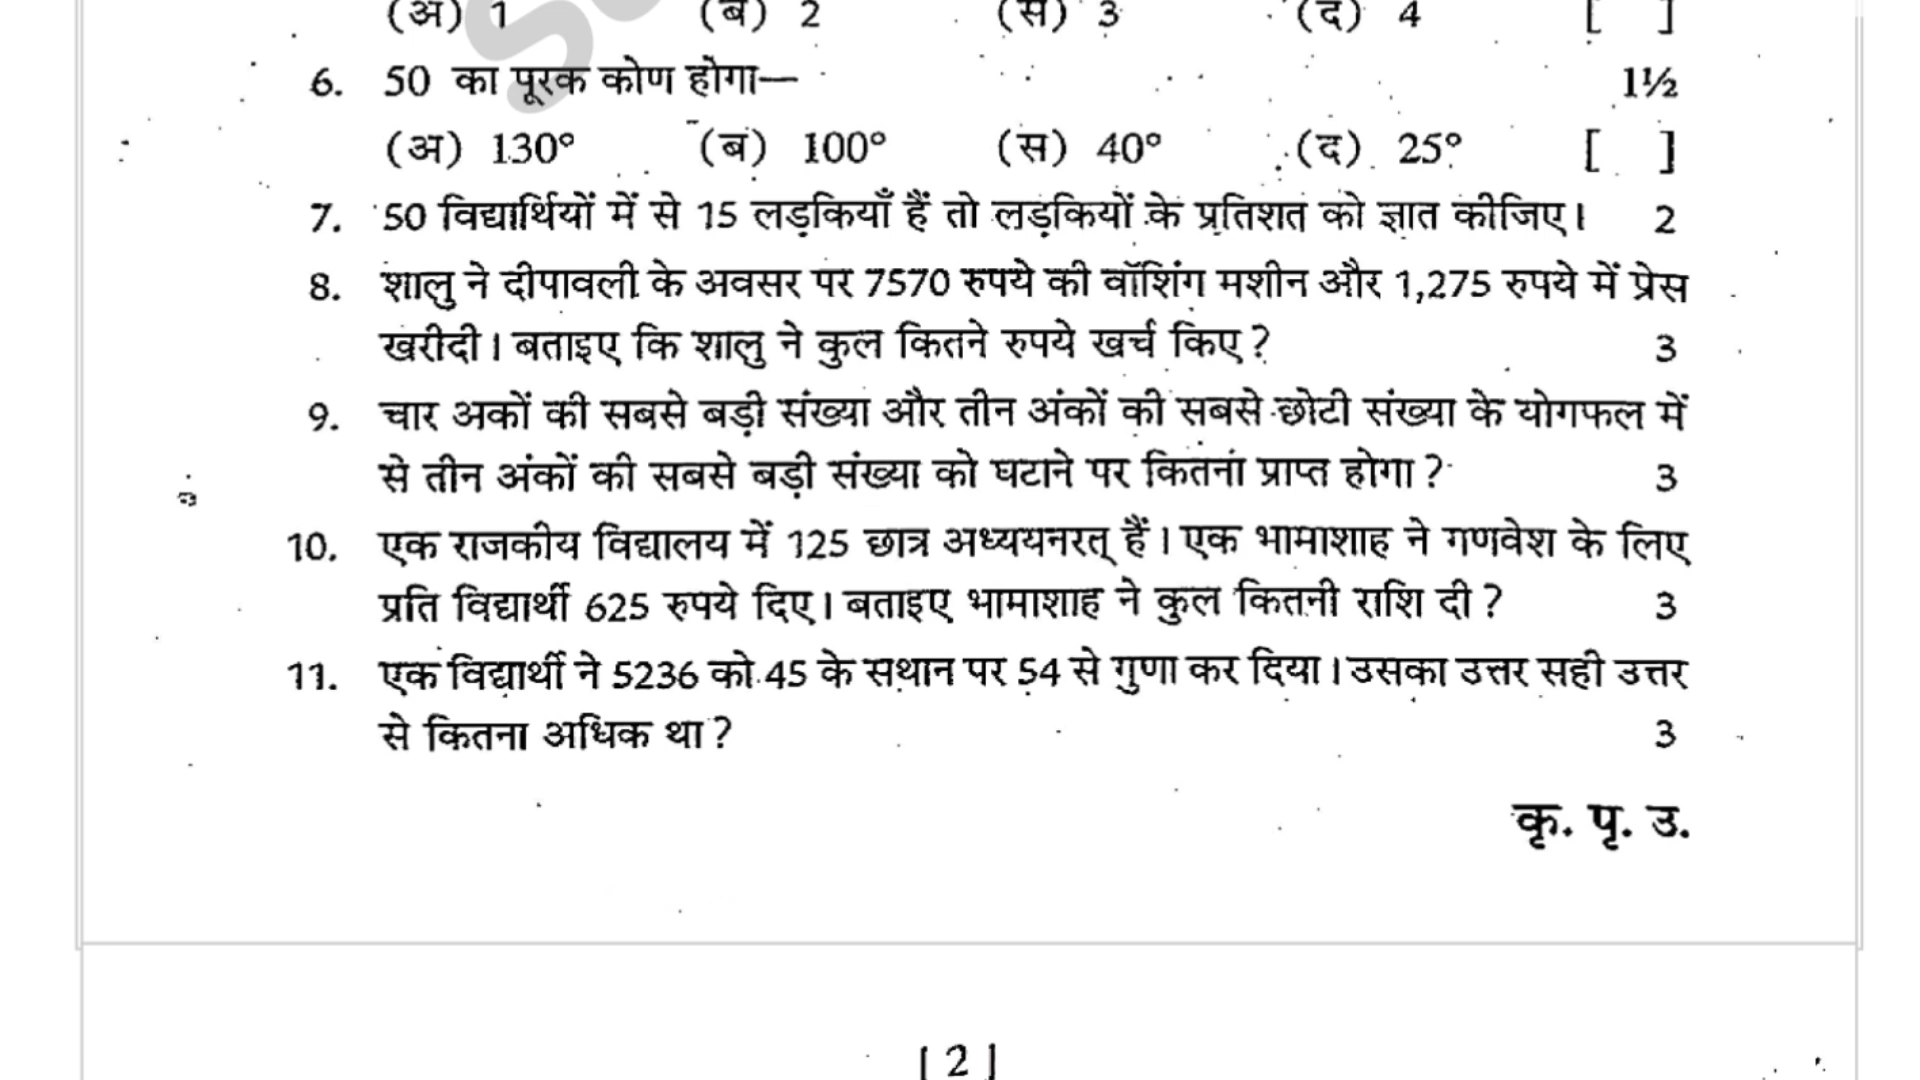 (अ) 1 (ब) 2 (स) 3 (द) 4 [ ]
6. 50 का पूरक कोण होगा— 1½
(अ) 130° (ब) 100° (स) 40° (द) 25° [ ]
7. 50 विद्यार्थियों में से 15 लड़कियाँ हैं तो लड़कियों के प्रतिशत को ज्ञात कीजिए। 2
8. शालु ने दीपावली के अवसर पर 7570 रुपये की वॉशिंग मशीन और 1,275 रुपये में प्रेस
खरीदी। बताइए कि शालु ने कुल कितने रुपये खर्च किए? 3
9. चार अकों की सबसे बड़ी संख्या और तीन अंकों की सबसे छोटी संख्या के योगफल में
से तीन अंकों की सबसे बड़ी संख्या को घटाने पर कितना प्राप्त होगा? 3
10. एक राजकीय विद्यालय में 125 छात्र अध्ययनरत् हैं। एक भामाशाह ने गणवेश के लिए
प्रति विद्यार्थी 625 रुपये दिए। बताइए भामाशाह ने कुल कितनी राशि दी? 3
11. एक विद्यार्थी ने 5236 को 45 के सथान पर 54 से गुणा कर दिया। उसका उत्तर सही उत्तर
से कितना अधिक था? 3
कृ. पृ. उ.
[ 2 ]